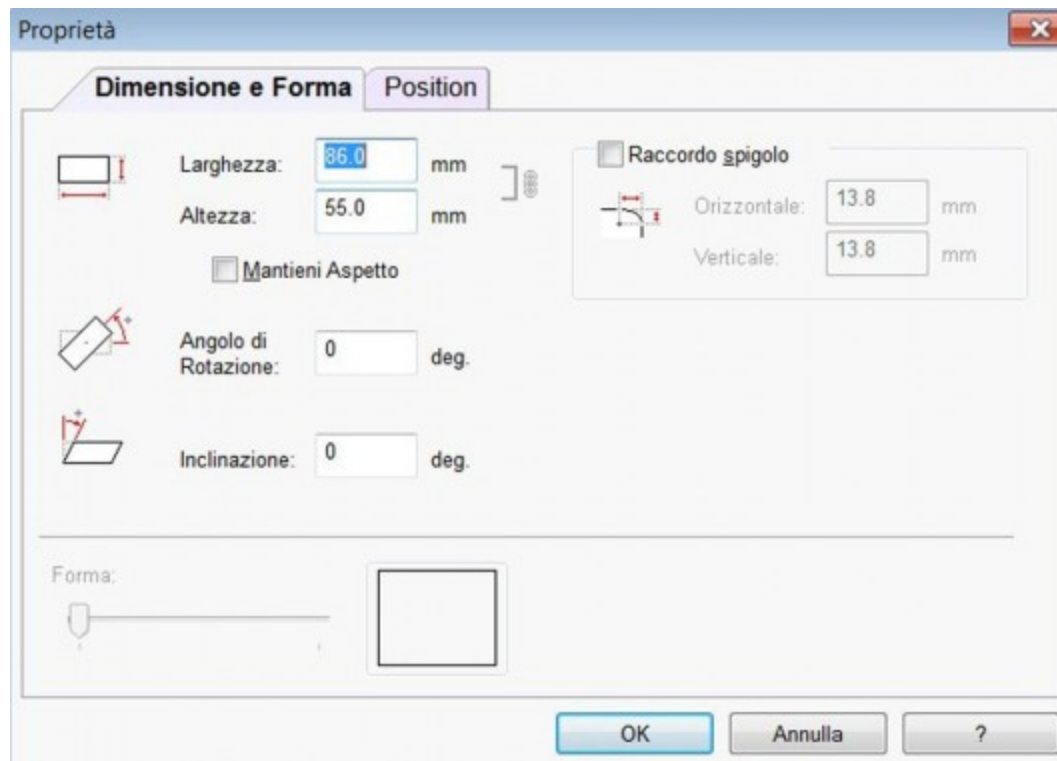 Proprietà
Dimensione e Forma Position
Larghezza: 86.0 mm
Altezza: 55.0 mm
Mantieni Aspetto
Angolo di
Rotazione: 0 deg.
Inclinazione: 0 deg.
Raccordo spigolo
Orizzontale: 13.8 mm
Verticale: 13.8 mm
Forma:
OK Annulla ?